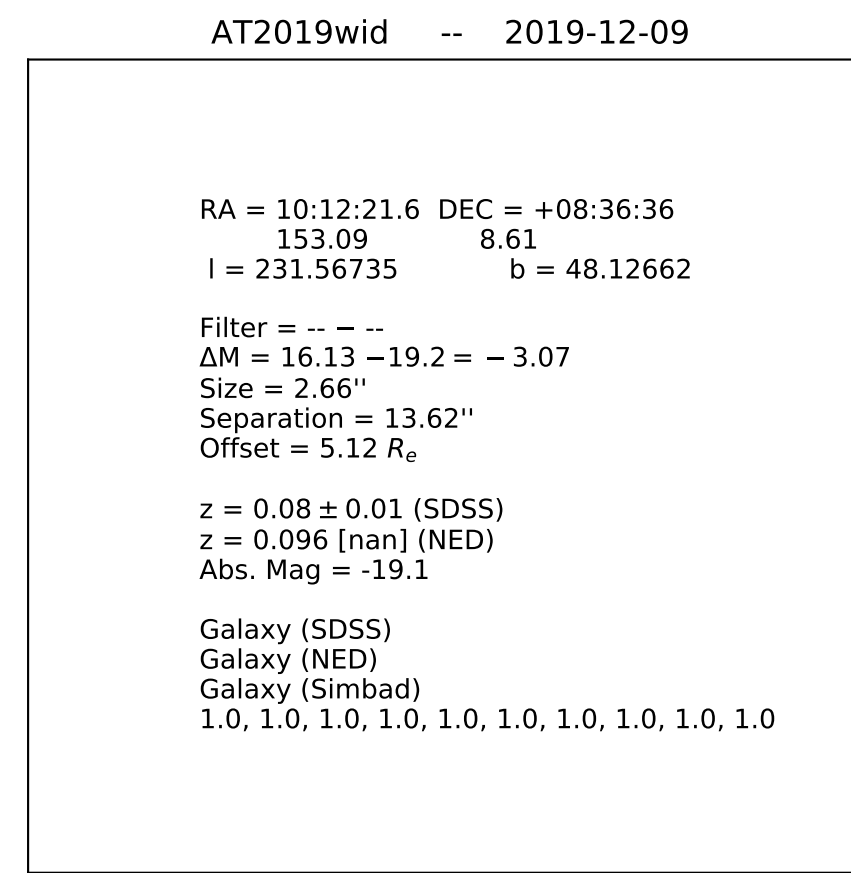 AT2019wid -- 2019-12-09
RA = 10:12:21.6 DEC = +08:36:36
153.09 8.61
l = 231.56735 b = 48.12662
Filter = -- − --
ΔM = 16.13 −19.2 = − 3.07
Size = 2.66''
Separation = 13.62''
Offset = 5.12 Rₑ
z = 0.08 ± 0.01 (SDSS)
z = 0.096 [nan] (NED)
Abs. Mag = -19.1
Galaxy (SDSS)
Galaxy (NED)
Galaxy (Simbad)
1.0, 1.0, 1.0, 1.0, 1.0, 1.0, 1.0, 1.0, 1.0, 1.0